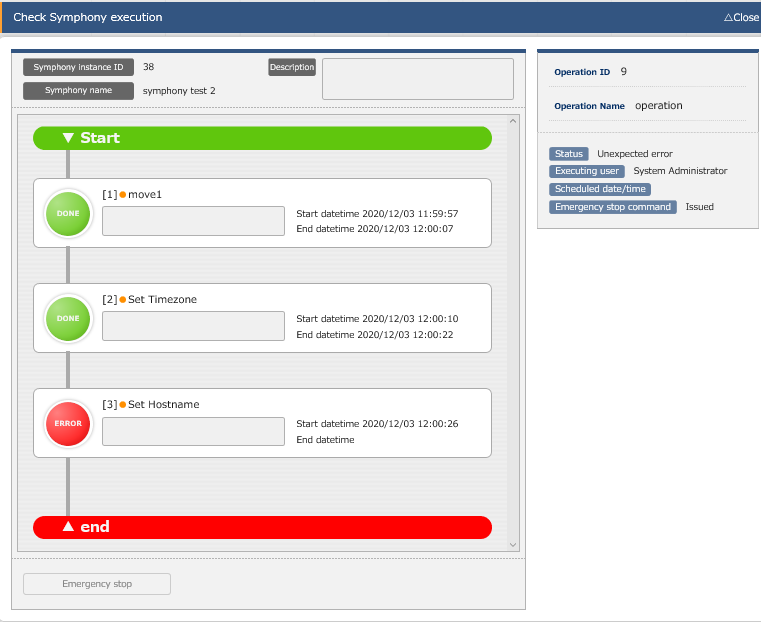 Check Symphony execution
△Close
Symphony instance ID 38
Description
Symphony name symphony test 2
▼ Start
[1] move1
DONE
Start datetime 2020/12/03 11:59:57
End datetime 2020/12/03 12:00:07
[2] Set Timezone
DONE
Start datetime 2020/12/03 12:00:10
End datetime 2020/12/03 12:00:22
[3] Set Hostname
ERROR
Start datetime 2020/12/03 12:00:26
End datetime
▲ end
Emergency stop
Operation ID 9
Operation Name operation
Status Unexpected error
Executing user System Administrator
Scheduled date/time
Emergency stop command Issued